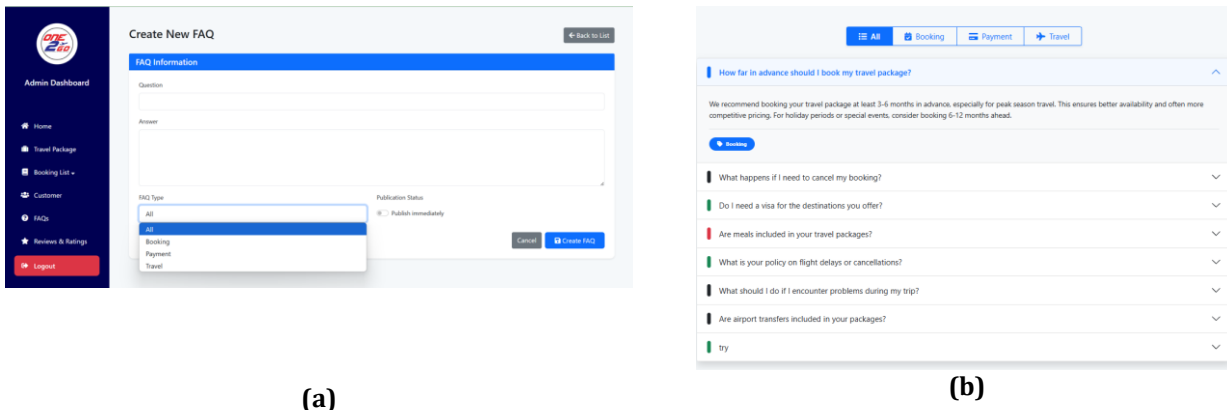 ONE
2 GO
Admin Dashboard
Home
Travel Package
Booking List
Customer
FAQs
Reviews & Ratings
Logout
Create New FAQ
Back to List
FAQ Information
Question
Answer
FAQ Type
All
All
Booking
Payment
Travel
Publication Status
Publish immediately
Cancel
Create FAQ
(a)
All Booking Payment Travel
How far in advance should I book my travel package?
We recommend booking your travel package at least 3-6 months in advance, especially for peak season travel. This ensures better availability and often more
competitive pricing. For holiday periods or special events, consider booking 6-12 months ahead.
Booking
What happens if I need to cancel my booking?
Do I need a visa for the destinations you offer?
Are meals included in your travel packages?
What is your policy on flight delays or cancellations?
What should I do if I encounter problems during my trip?
Are airport transfers included in your packages?
try
(b)